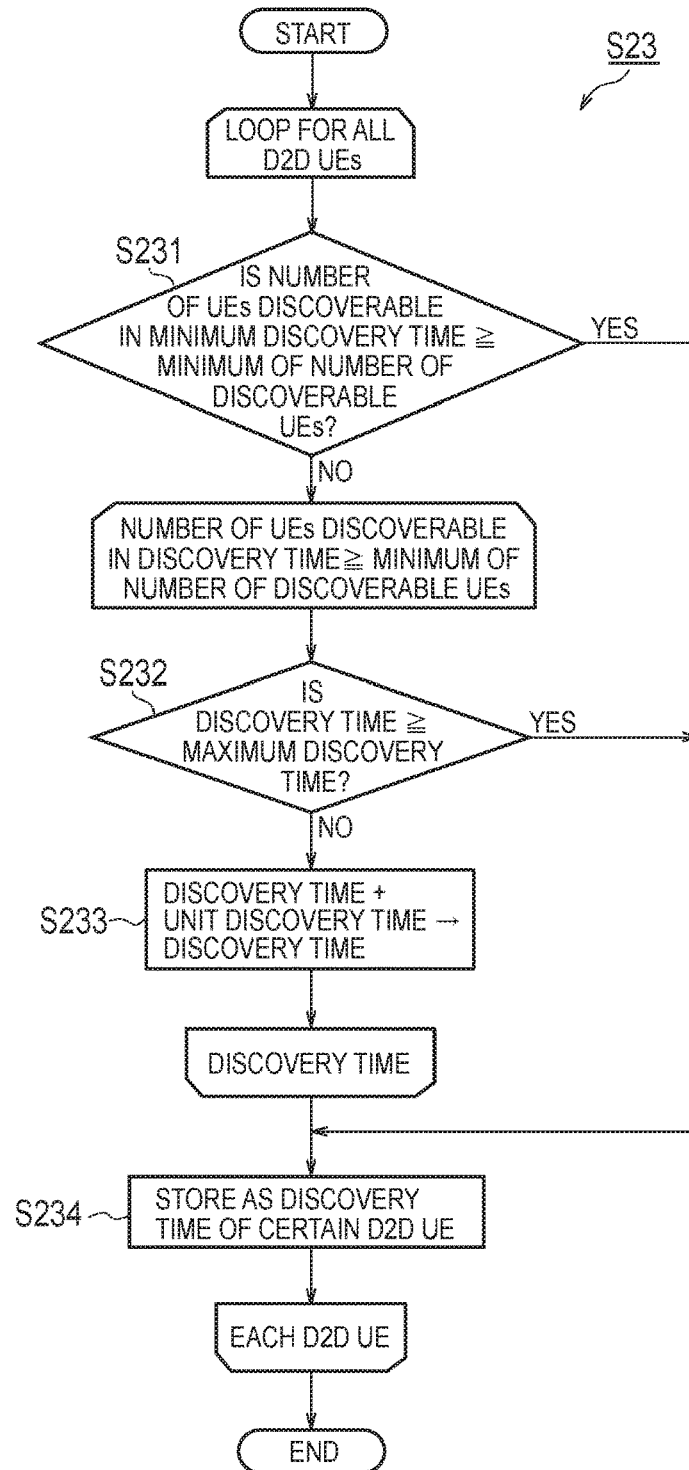 START
S23
LOOP FOR ALL
D2D UEs
S231
IS NUMBER
OF UEs DISCOVERABLE
IN MINIMUM DISCOVERY TIME ≧
MINIMUM OF NUMBER OF
DISCOVERABLE
UEs?
YES
NO
NUMBER OF UEs DISCOVERABLE
IN DISCOVERY TIME ≧ MINIMUM OF
NUMBER OF DISCOVERABLE UEs
S232
IS
DISCOVERY TIME ≧
MAXIMUM DISCOVERY
TIME?
YES
NO
S233
DISCOVERY TIME +
UNIT DISCOVERY TIME →
DISCOVERY TIME
DISCOVERY TIME
S234
STORE AS DISCOVERY
TIME OF CERTAIN D2D UE
EACH D2D UE
END